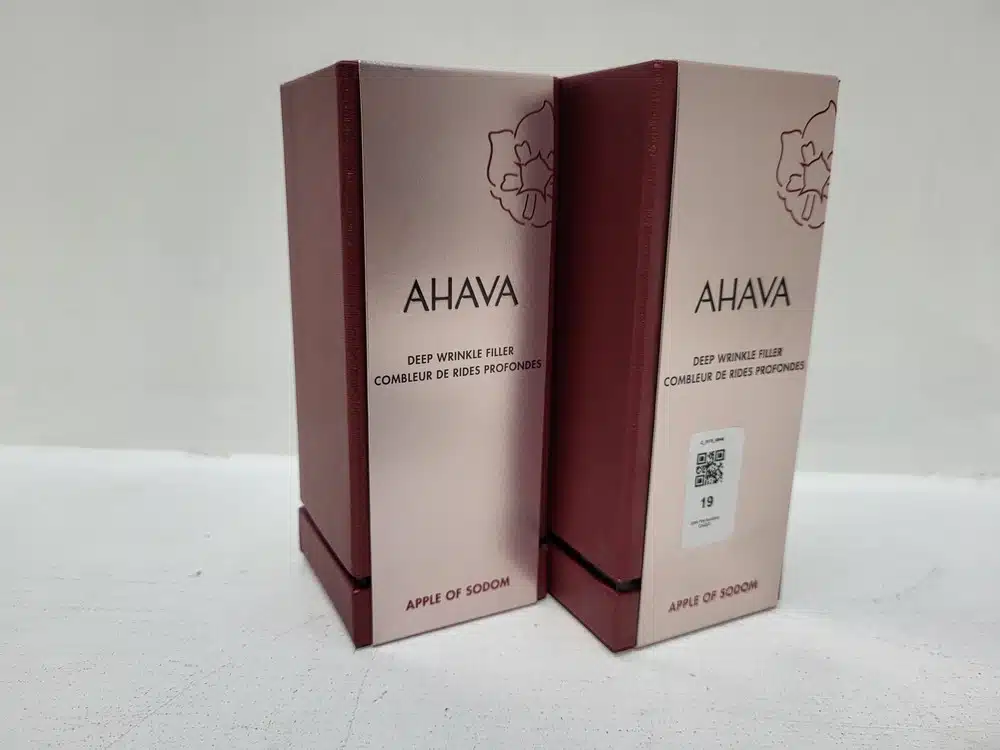 AHAVA
DEEP WRINKLE FILLER
COMBLEUR DE RIDES PROFONDES
APPLE OF SODOM
AHAVA
DEEP WRINKLE FILLER
COMBLEUR DE RIDES PROFONDES
19
APPLE OF SODOM